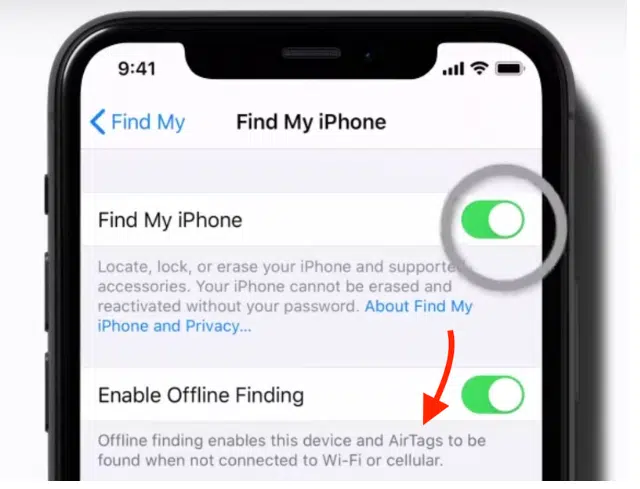 9:41
Find My
Find My iPhone
Find My iPhone
Locate, lock, or erase your iPhone and supported
accessories. Your iPhone cannot be erased and
reactivated without your password. About Find My
iPhone and Privacy...
Enable Offline Finding
Offline finding enables this device and AirTags to be
found when not connected to Wi-Fi or cellular.